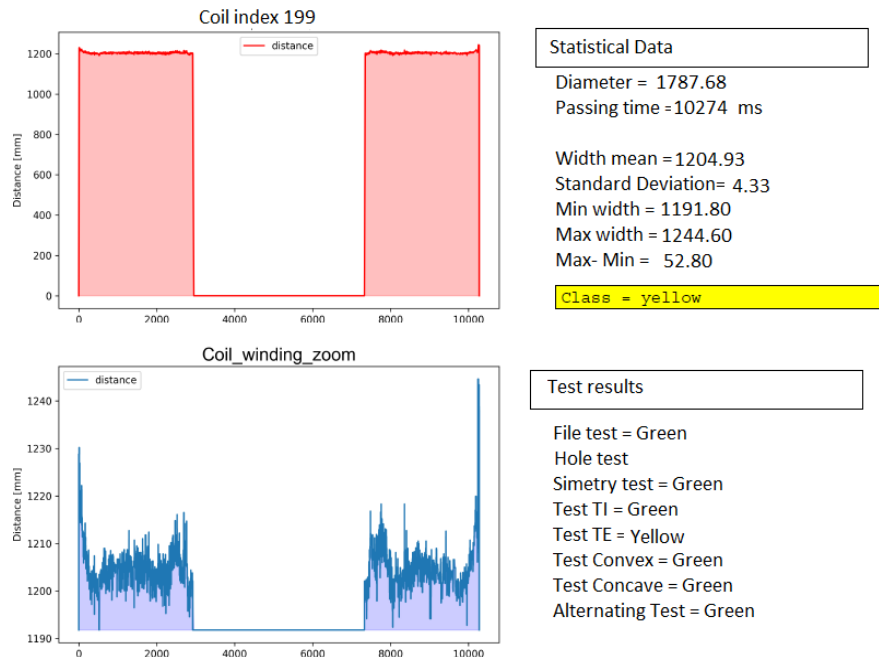 Coil index 199
distance
Distance [mm]
1200
1000
800
600
400
200
0
0 2000 4000 6000 8000 10000
Statistical Data
Diameter = 1787.68
Passing time =10274 ms
Width mean =1204.93
Standard Deviation= 4.33
Min width = 1191.80
Max width = 1244.60
Max- Min = 52.80
Class = yellow
Coil_winding_zoom
distance
Distance [mm]
1240
1230
1220
1210
1200
1190
0 2000 4000 6000 8000 10000
Test results
File test = Green
Hole test
Simetry test = Green
Test TI = Green
Test TE = Yellow
Test Convex = Green
Test Concave = Green
Alternating Test = Green